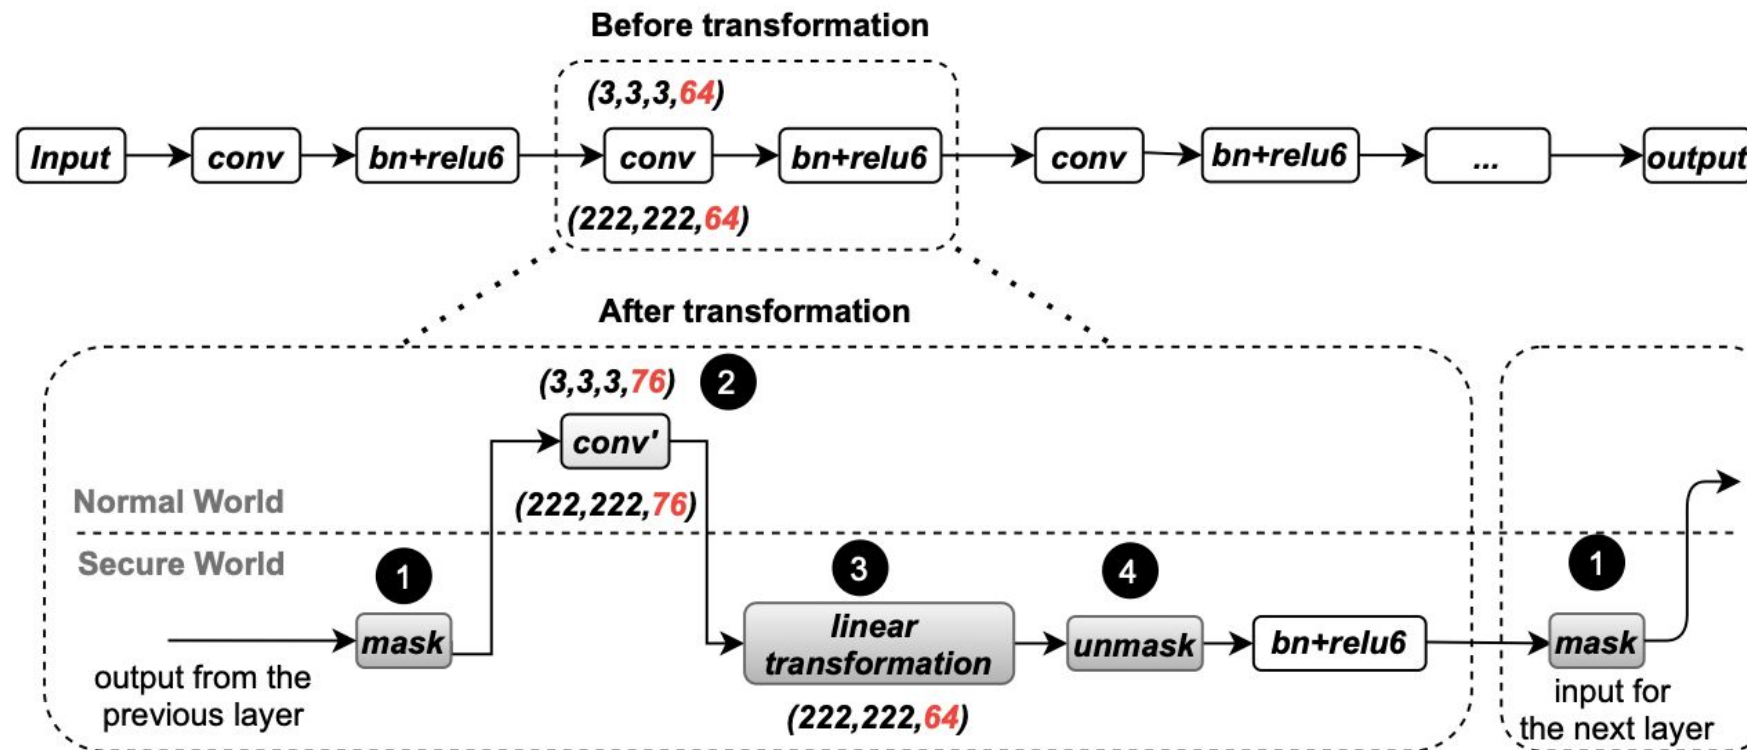 Before transformation
(3,3,3,64)
Input
conv
bn+relu6
conv
bn+relu6
conv
bn+relu6
...
output
(222,222,64)
After transformation
(3,3,3,76)
2
conv'
(222,222,76)
Normal World
Secure World
1
3
4
1
mask
linear
transformation
unmask
bn+relu6
mask
output from the
previous layer
(222,222,64)
input for
the next layer